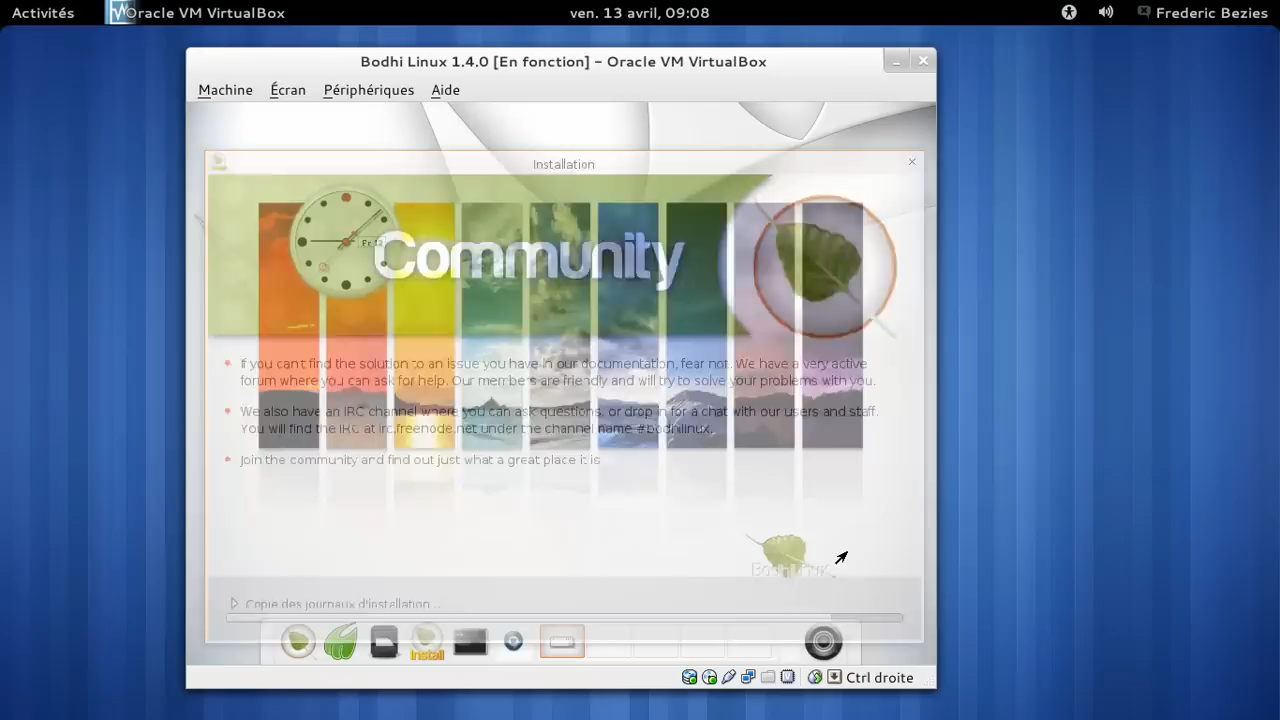 Activités
Oracle VM VirtualBox
ven. 13 avril, 09:08
Frederic Bezies
Bodhi Linux 1.4.0 [En fonction] – Oracle VM VirtualBox
Machine Écran Périphériques Aide
Installation
Community
If you can't find the solution to an issue you have in our documentation, fear not. We have a very active
forum where you can ask for help. Our members are friendly and will try to solve your problems with you.
We also have an IRC channel where you can ask questions, or drop in for a chat with our users and staff.
You will find the IRC at irc.freenode.net under the channel name #bodhilinux.
Join the community and find out just what a great place it is
BodhiLinux
Copie des journaux d'installation...
Install
Ctrl droite